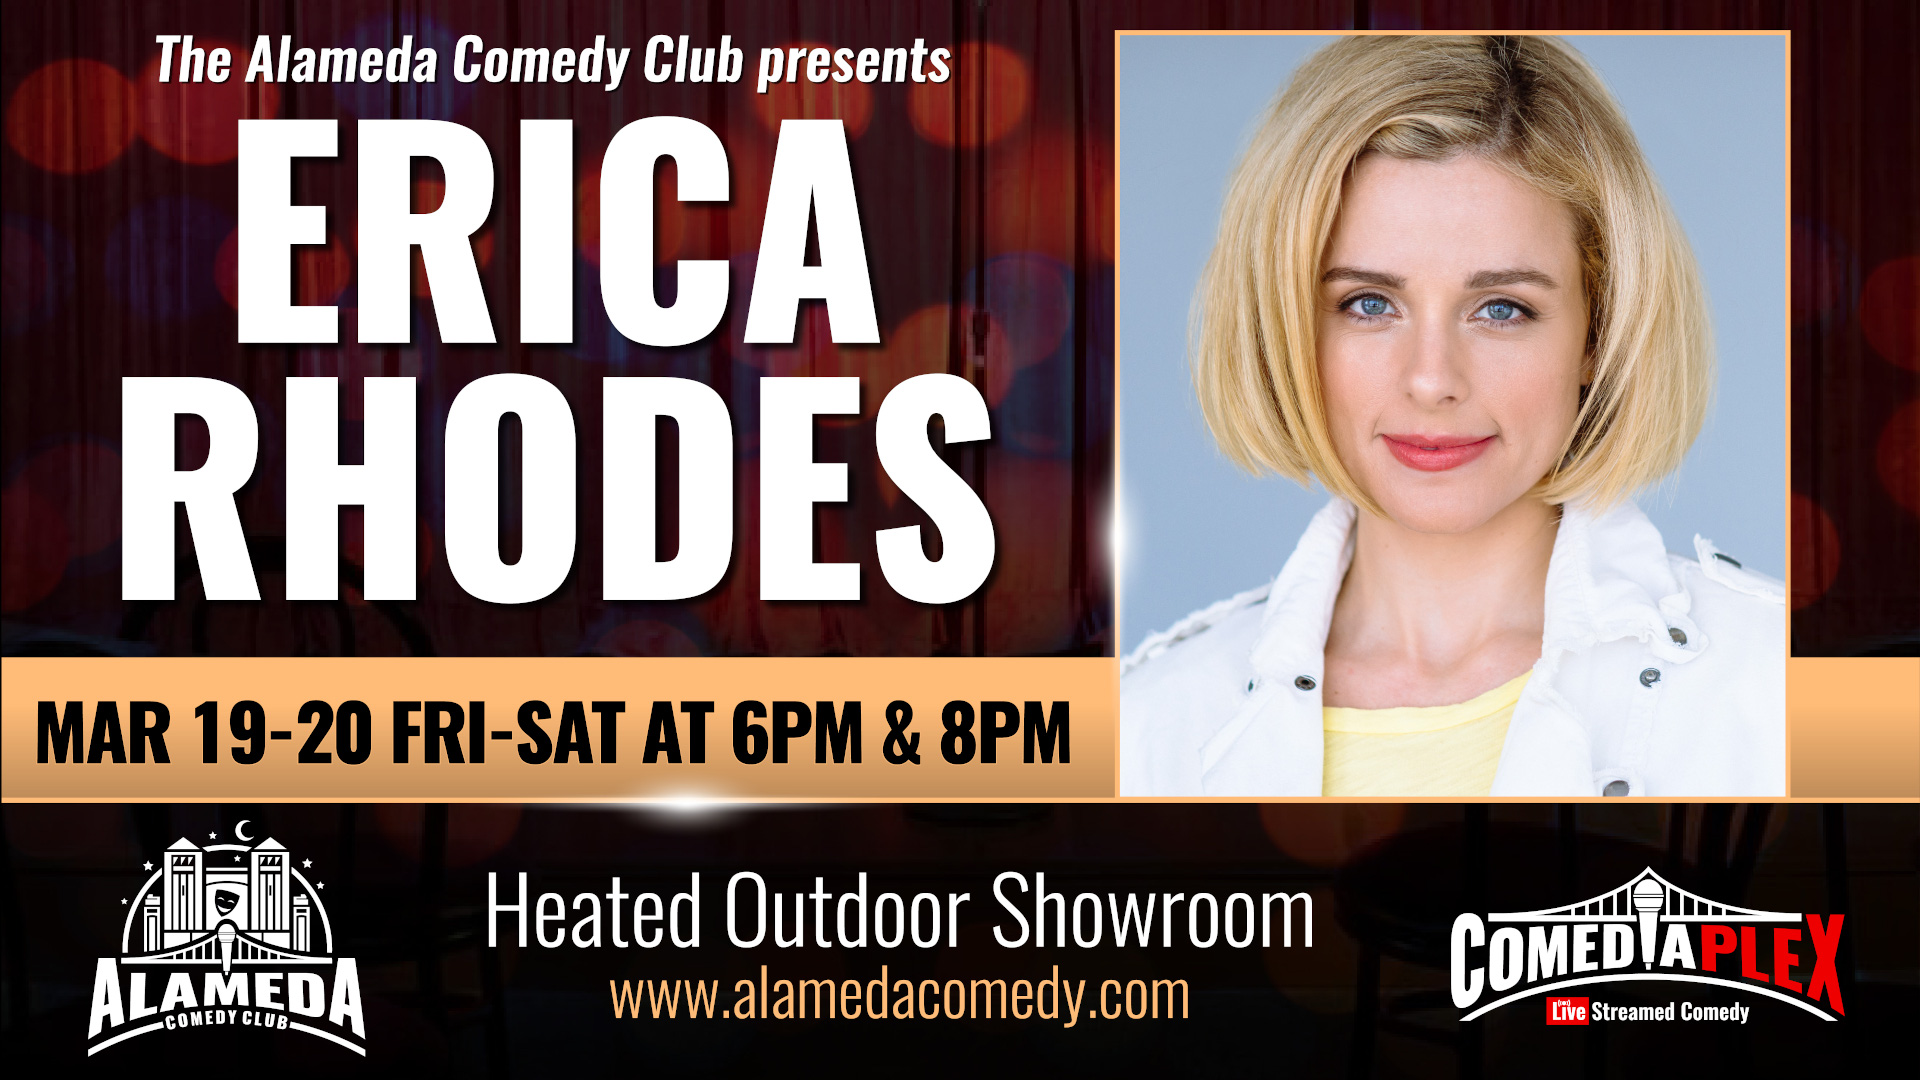 The Alameda Comedy Club presents
ERICA
RHODES
MAR 19-20 FRI-SAT AT 6PM & 8PM
ALAMEDA
COMEDY CLUB
Heated Outdoor Showroom
www.alamedacomedy.com
COMEDIAPLEX
Live Streamed Comedy